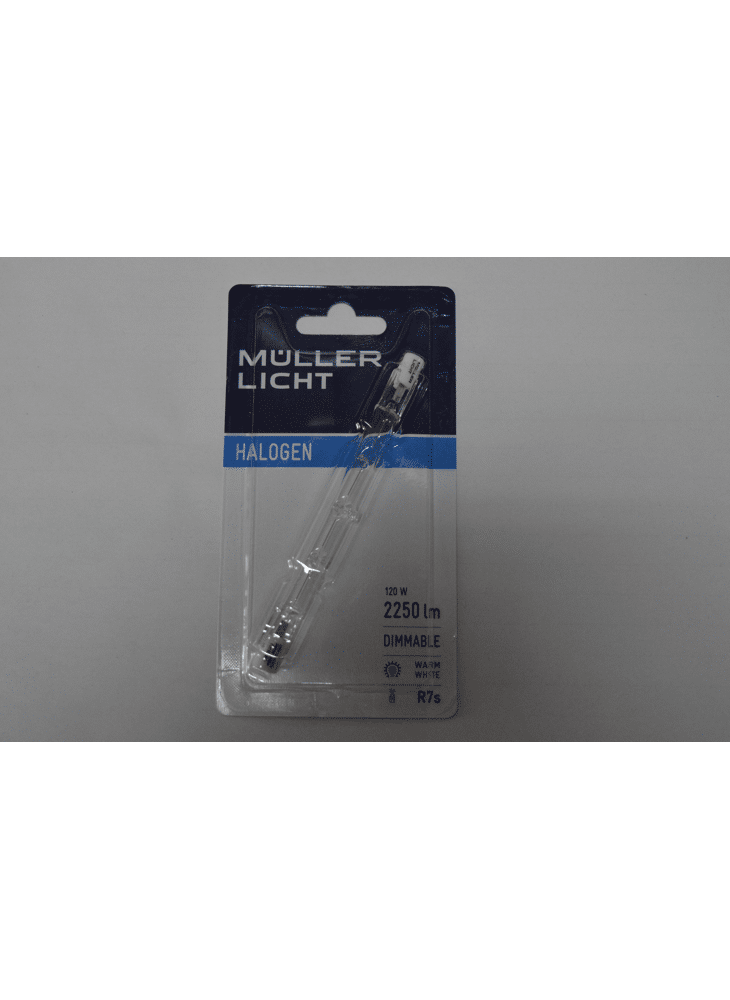 MÜLLER
LICHT
HALOGEN
120 W
2250 lm
DIMMABLE
WARM
WHITE
R7s